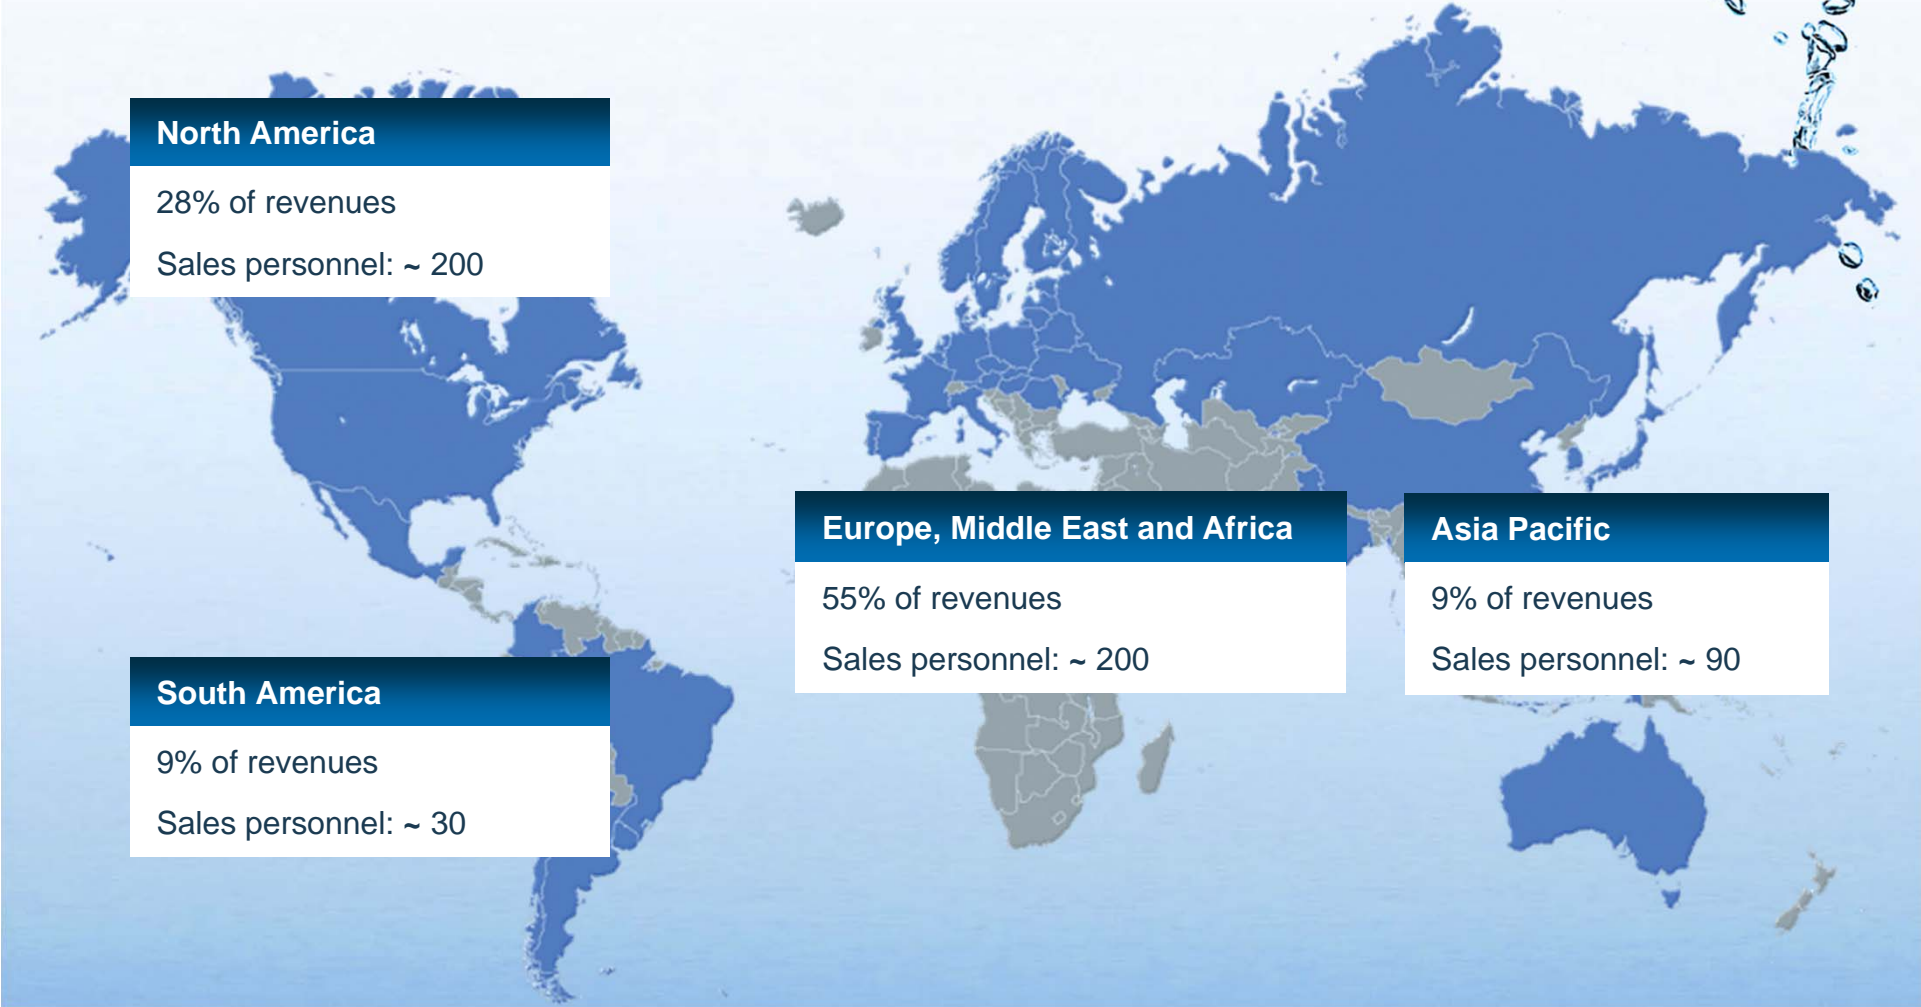 North America
28% of revenues
Sales personnel: ~ 200
Europe, Middle East and Africa
55% of revenues
Sales personnel: ~ 200
Asia Pacific
9% of revenues
Sales personnel: ~ 90
South America
9% of revenues
Sales personnel: ~ 30